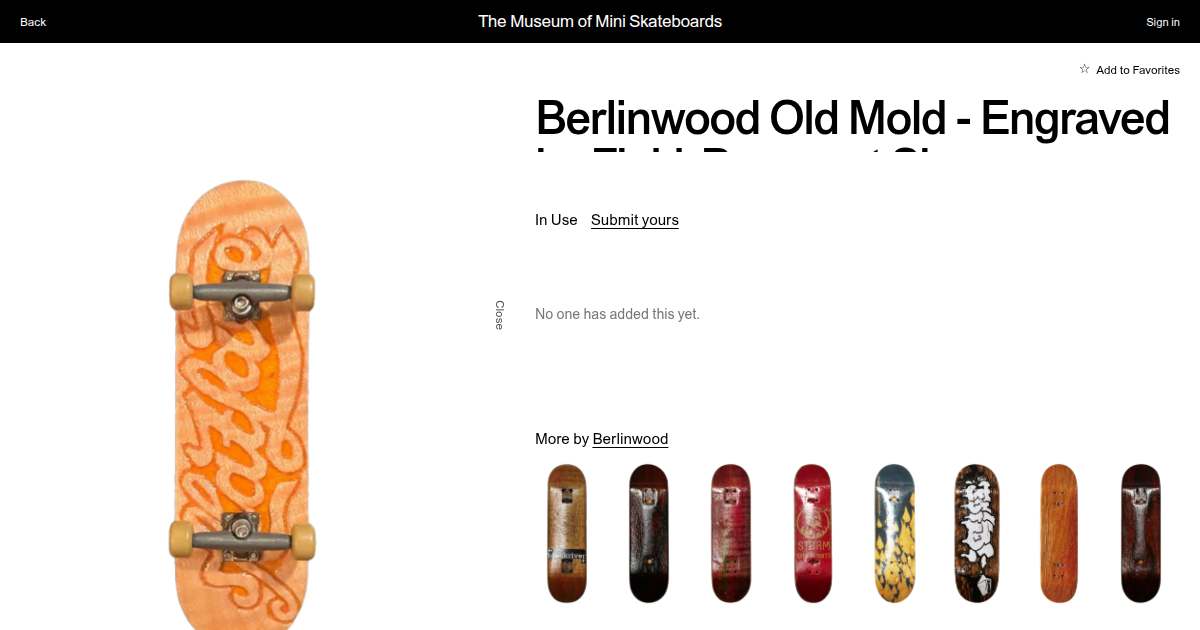 Back
The Museum of Mini Skateboards
Sign in
☆ Add to Favorites
Berlinwood Old Mold - Engraved
In Use Submit yours
Close
No one has added this yet.
More by Berlinwood